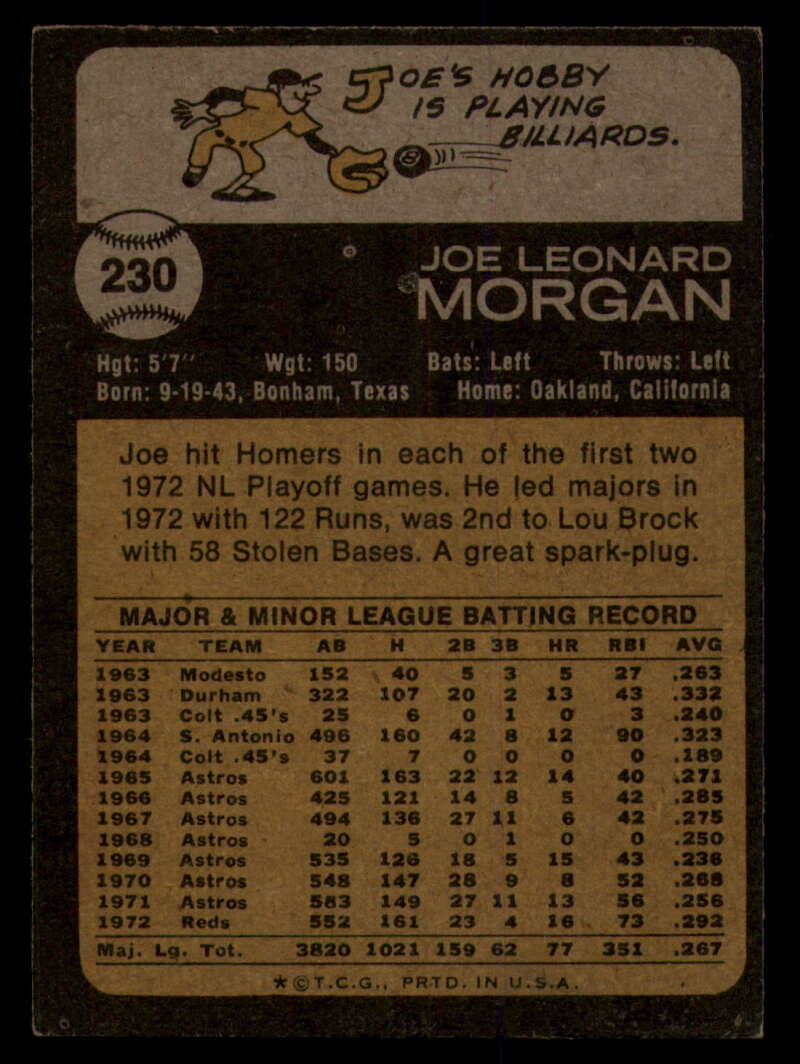 JOE'S HOBBY
IS PLAYING
BILLIARDS.
8
230
JOE LEONARD
MORGAN
Hgt: 5'7" Wgt: 150 Bats: Left Throws: Left
Born: 9-19-43, Bonham, Texas Home: Oakland, California
Joe hit Homers in each of the first two
1972 NL Playoff games. He led majors in
1972 with 122 Runs, was 2nd to Lou Brock
with 58 Stolen Bases. A great spark-plug.
MAJOR & MINOR LEAGUE BATTING RECORD
YEAR TEAM AB H 2B 3B HR RBI AVG
1963 Modesto 152 40 5 3 5 27 .263
1963 Durham 322 107 20 2 13 43 .332
1963 Colt .45's 25 6 0 1 0 3 .240
1964 S. Antonio 496 160 42 8 12 90 .323
1964 Colt .45's 37 7 0 0 0 0 .189
1965 Astros 601 163 22 12 14 40 .271
1966 Astros 425 121 14 8 5 42 .285
1967 Astros 494 136 27 11 6 42 .275
1968 Astros 20 5 0 1 0 0 .250
1969 Astros 535 126 18 5 15 43 .236
1970 Astros 548 147 28 9 8 52 .268
1971 Astros 583 149 27 11 13 56 .256
1972 Reds 552 161 23 4 16 73 .292
Maj. Lg. Tot. 3820 1021 159 62 77 351 .267
*©T.C.G., PRTD. IN U.S.A.